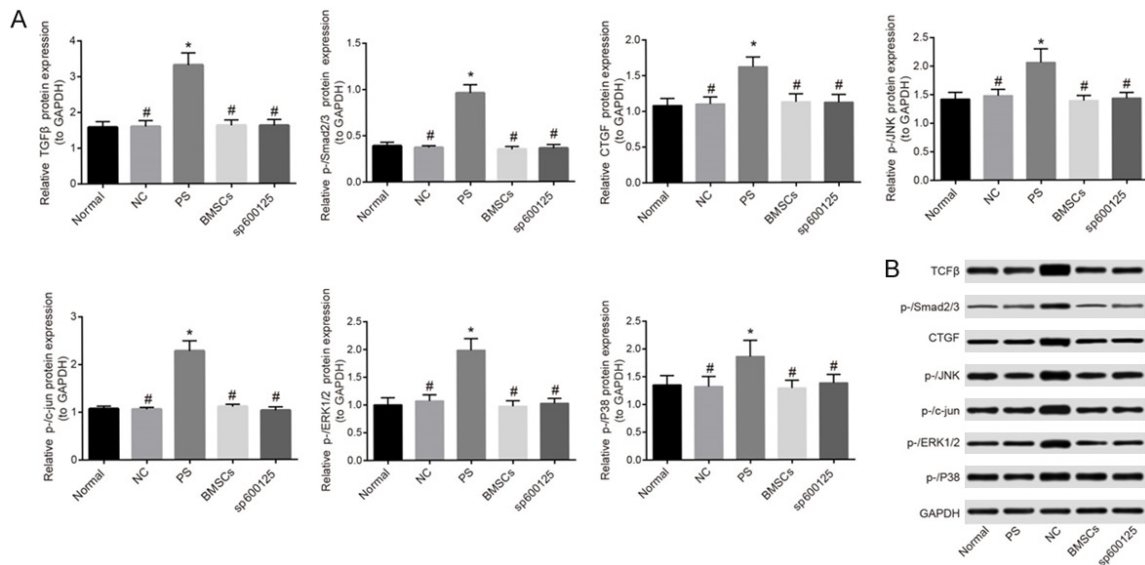 A
Relative TGFβ protein expression
(to GAPDH)
4
3
2
1
0
*
#
#
#
Normal
NC
PS
BMSCs
sp600125
Relative p-/Smad2/3 protein expression
(to GAPDH)
1.5
1.0
0.5
0.0
*
#
#
#
Normal
NC
PS
BMSCs
sp600125
Relative CTGF protein expression
(to GAPDH)
2.0
1.5
1.0
0.5
0.0
*
#
#
#
Normal
NC
PS
BMSCs
sp600125
Relative p-/JNK protein expression
(to GAPDH)
2.5
2.0
1.5
1.0
0.5
0.0
*
#
#
#
Normal
NC
PS
BMSCs
sp600125
Relative p-/c-jun protein expression
(to GAPDH)
3
2
1
0
*
#
#
#
Normal
NC
PS
BMSCs
sp600125
Relative p-/ERK1/2 protein expression
(to GAPDH)
2.5
2.0
1.5
1.0
0.5
0.0
*
#
#
#
Normal
NC
PS
BMSCs
sp600125
Relative p-/P38 protein expression
(to GAPDH)
2.5
2.0
1.5
1.0
0.5
0.0
*
#
#
#
Normal
NC
PS
BMSCs
sp600125
B
TCFβ
p-/Smad2/3
CTGF
p-/JNK
p-/c-jun
p-/ERK1/2
p-/P38
GAPDH
Normal
PS
NC
BMSCs
sp600125